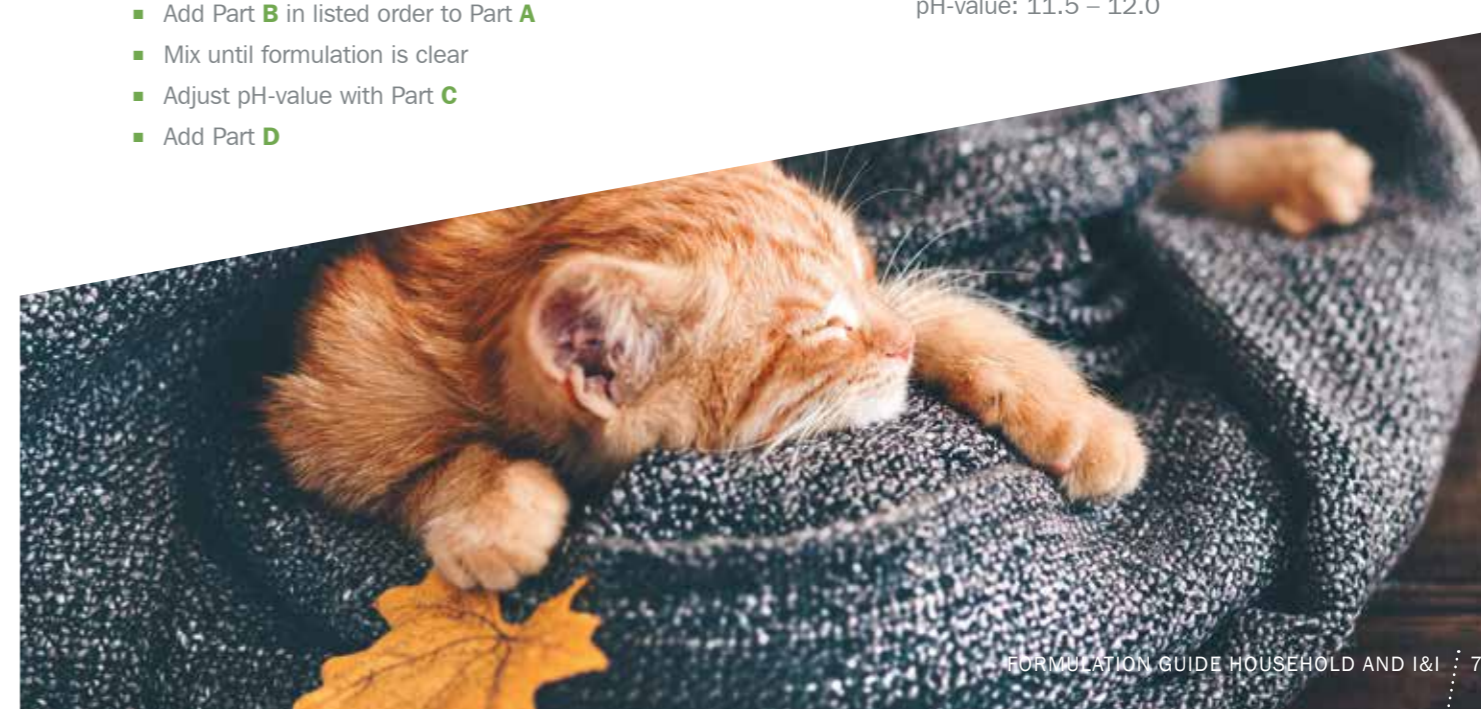 Add Part B in listed order to Part A
Mix until formulation is clear
Adjust pH-value with Part C
Add Part D
pH-value: 11.5 – 12.0
FORMULATION GUIDE HOUSEHOLD AND I&I
7